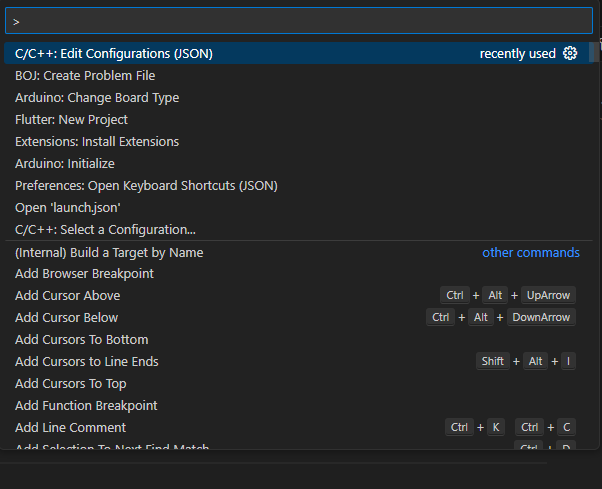 >
C/C++: Edit Configurations (JSON) recently used
BOJ: Create Problem File
Arduino: Change Board Type
Flutter: New Project
Extensions: Install Extensions
Arduino: Initialize
Preferences: Open Keyboard Shortcuts (JSON)
Open 'launch.json'
C/C++: Select a Configuration...
(Internal) Build a Target by Name other commands
Add Browser Breakpoint
Add Cursor Above Ctrl + Alt + UpArrow
Add Cursor Below Ctrl + Alt + DownArrow
Add Cursors To Bottom
Add Cursors to Line Ends Shift + Alt + I
Add Cursors To Top
Add Function Breakpoint
Add Line Comment Ctrl + K Ctrl + C
Add Selection To Next Find Match Ctrl + D